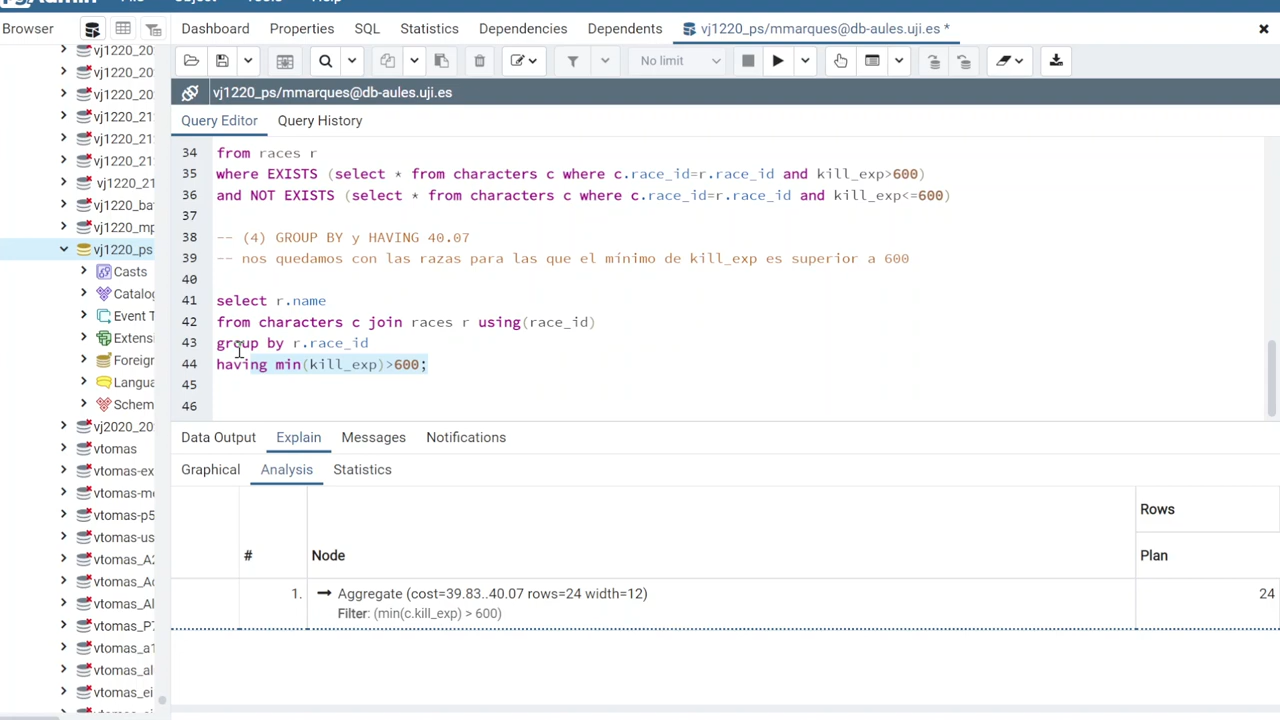 Browser
Dashboard Properties SQL Statistics Dependencies Dependents vj1220_ps/mmarques@db-aules.uji.es *
No limit
vj1220_ps/mmarques@db-aules.uji.es
Query Editor Query History
34 from races r
35 where EXISTS (select * from characters c where c.race_id=r.race_id and kill_exp>600)
36 and NOT EXISTS (select * from characters c where c.race_id=r.race_id and kill_exp<=600)
37
38 -- (4) GROUP BY y HAVING 40.07
39 -- nos quedamos con las razas para las que el mínimo de kill_exp es superior a 600
40
41 select r.name
42 from characters c join races r using(race_id)
43 group by r.race_id
44 having min(kill_exp)>600;
45
46
vj1220_20
vj1220_20
vj1220_20
vj1220_21
vj1220_21
vj1220_21
vj1220_21
vj1220_ba
vj1220_mp
vj1220_ps
Casts
Catalog
Event T
Extens
Foreign
Langua
Schem
vj2020_20
vtomas
vtomas-ex
vtomas-me
vtomas-p5
vtomas-us
vtomas_A2
vtomas_Ac
vtomas_Al
vtomas_P7
vtomas_a1
vtomas_al
vtomas_ei
Data Output Explain Messages Notifications
Graphical Analysis Statistics
# Node Rows
Plan
1. Aggregate (cost=39.83..40.07 rows=24 width=12) 24
Filter: (min(c.kill_exp) > 600)